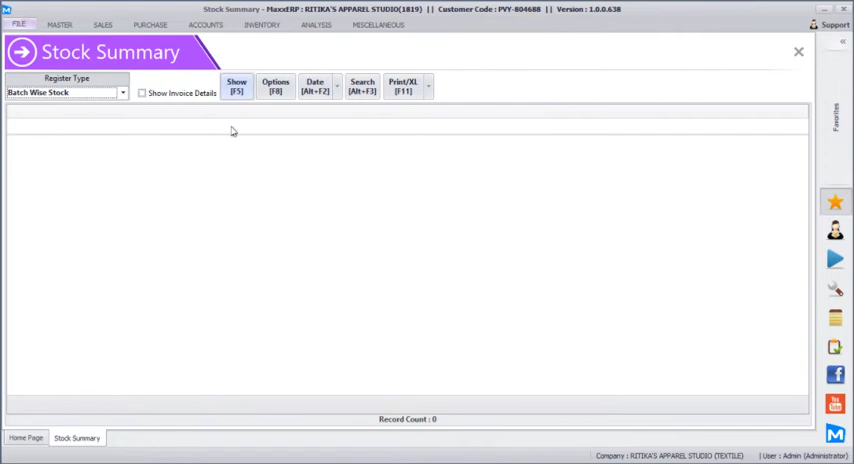 Stock Summary - MaxxERP : RITIKA'S APPAREL STUDIO(1819) || Customer Code : PVY-804688 || Version : 1.0.0.638
FILE MASTER SALES PURCHASE ACCOUNTS INVENTORY ANALYSIS MISCELLANEOUS Support
Stock Summary
Register Type
Batch Wise Stock
Show Invoice Details
Show
[F5]
Options
[F8]
Date
[Alt+F2]
Search
[Alt+F3]
Print/XL
[F11]
Favorites
Record Count : 0
Home Page Stock Summary
Company : RITIKA'S APPAREL STUDIO (TEXTILE) | User : Admin (Administrator)